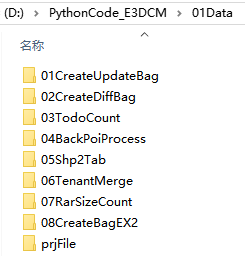 (D:) > PythonCode_E3DCM > 01Data
名称
01CreateUpdateBag
02CreateDiffBag
03TodoCount
04BackPoiProcess
05Shp2Tab
06TenantMerge
07RarSizeCount
08CreateBagEX2
prjFile